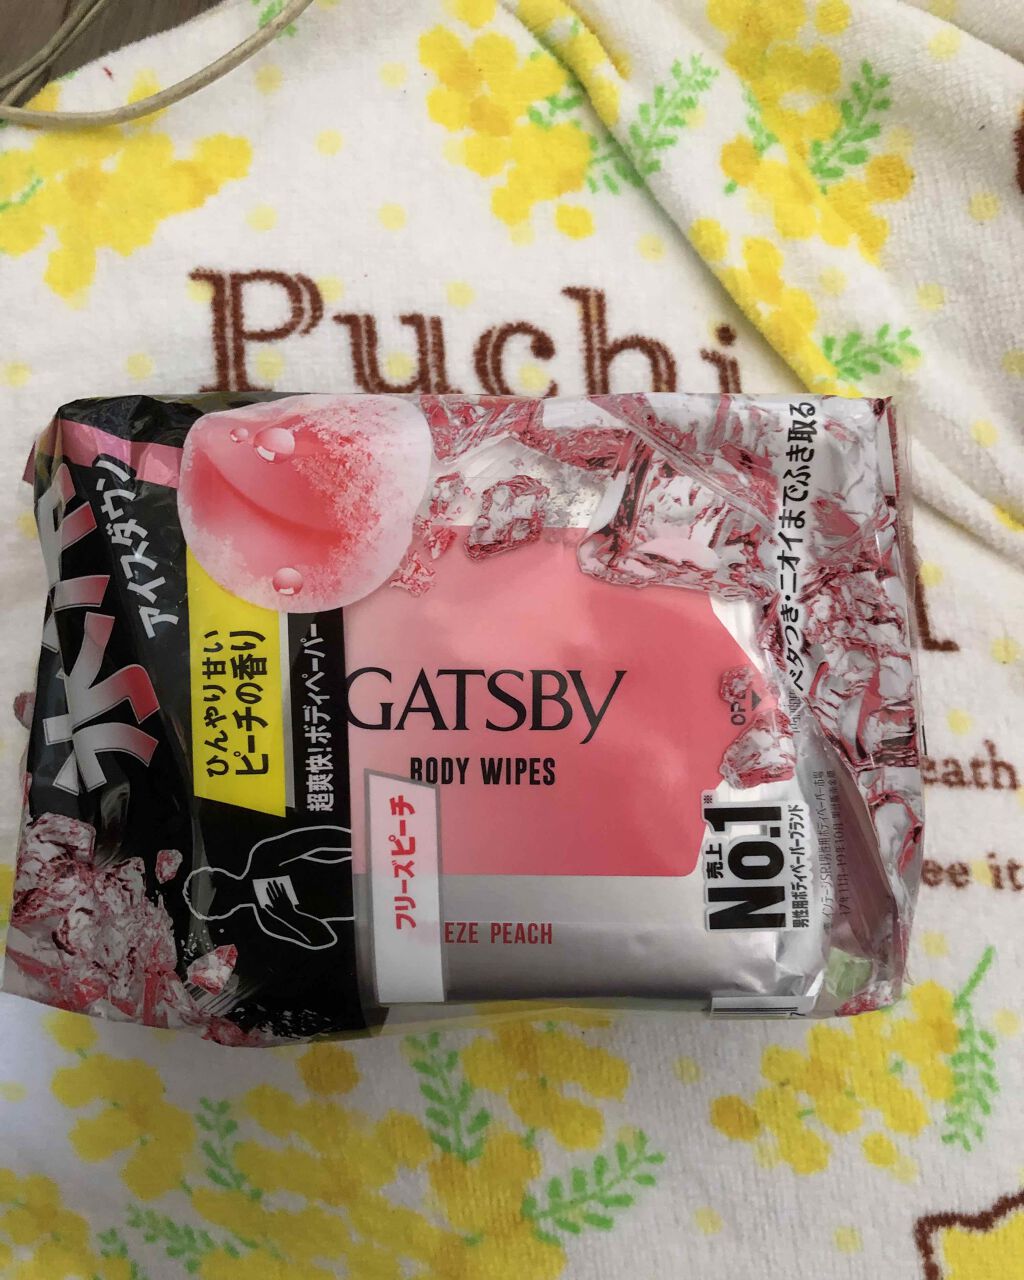 Puchi
氷冷
アイスダウン
ひんやり甘い
ピーチの香り
超爽快!ボディペーパー
GATSBY
BODY WIPES
フリーズピーチ
EZE PEACH
ベタつき・ニオイまでふき取る
売上
No.1※
男性用ボディペーパーブランド
eath
ee it